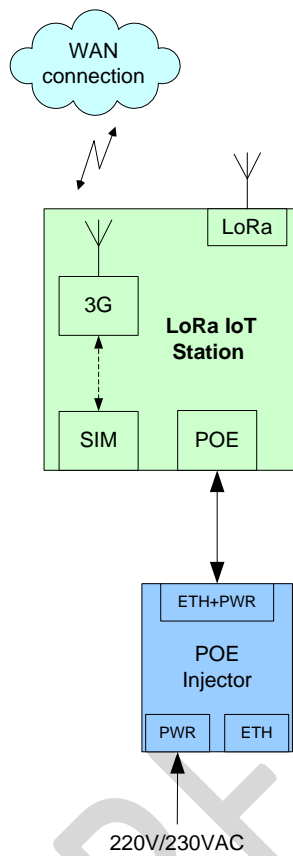 WAN
connection
LoRa
3G
LoRa IoT
Station
SIM
POE
ETH+PWR
POE
Injector
PWR
ETH
220V/230VAC